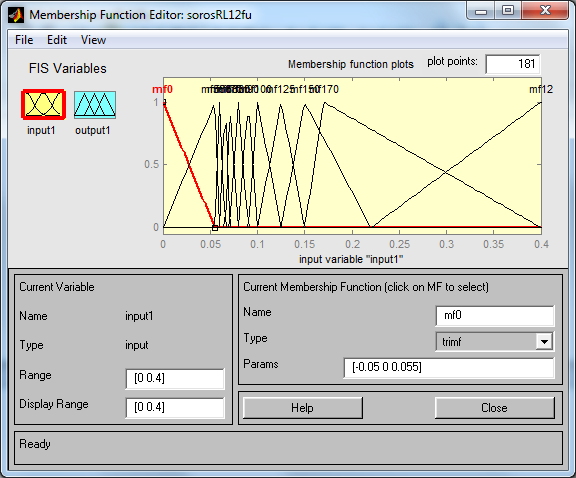 Membership Function Editor: sorosRL12fu
File Edit View
FIS Variables
Membership function plots
plot points:
181
input1
output1
mf0
mf12
1
0.5
0
0 0.05 0.1 0.15 0.2 0.25 0.3 0.35 0.4
input variable "input1"
Current Variable
Name input1
Type input
Range [0 0.4]
Display Range [0 0.4]
Current Membership Function (click on MF to select)
Name mf0
Type trimf
Params [-0.05 0 0.055]
Help
Close
Ready